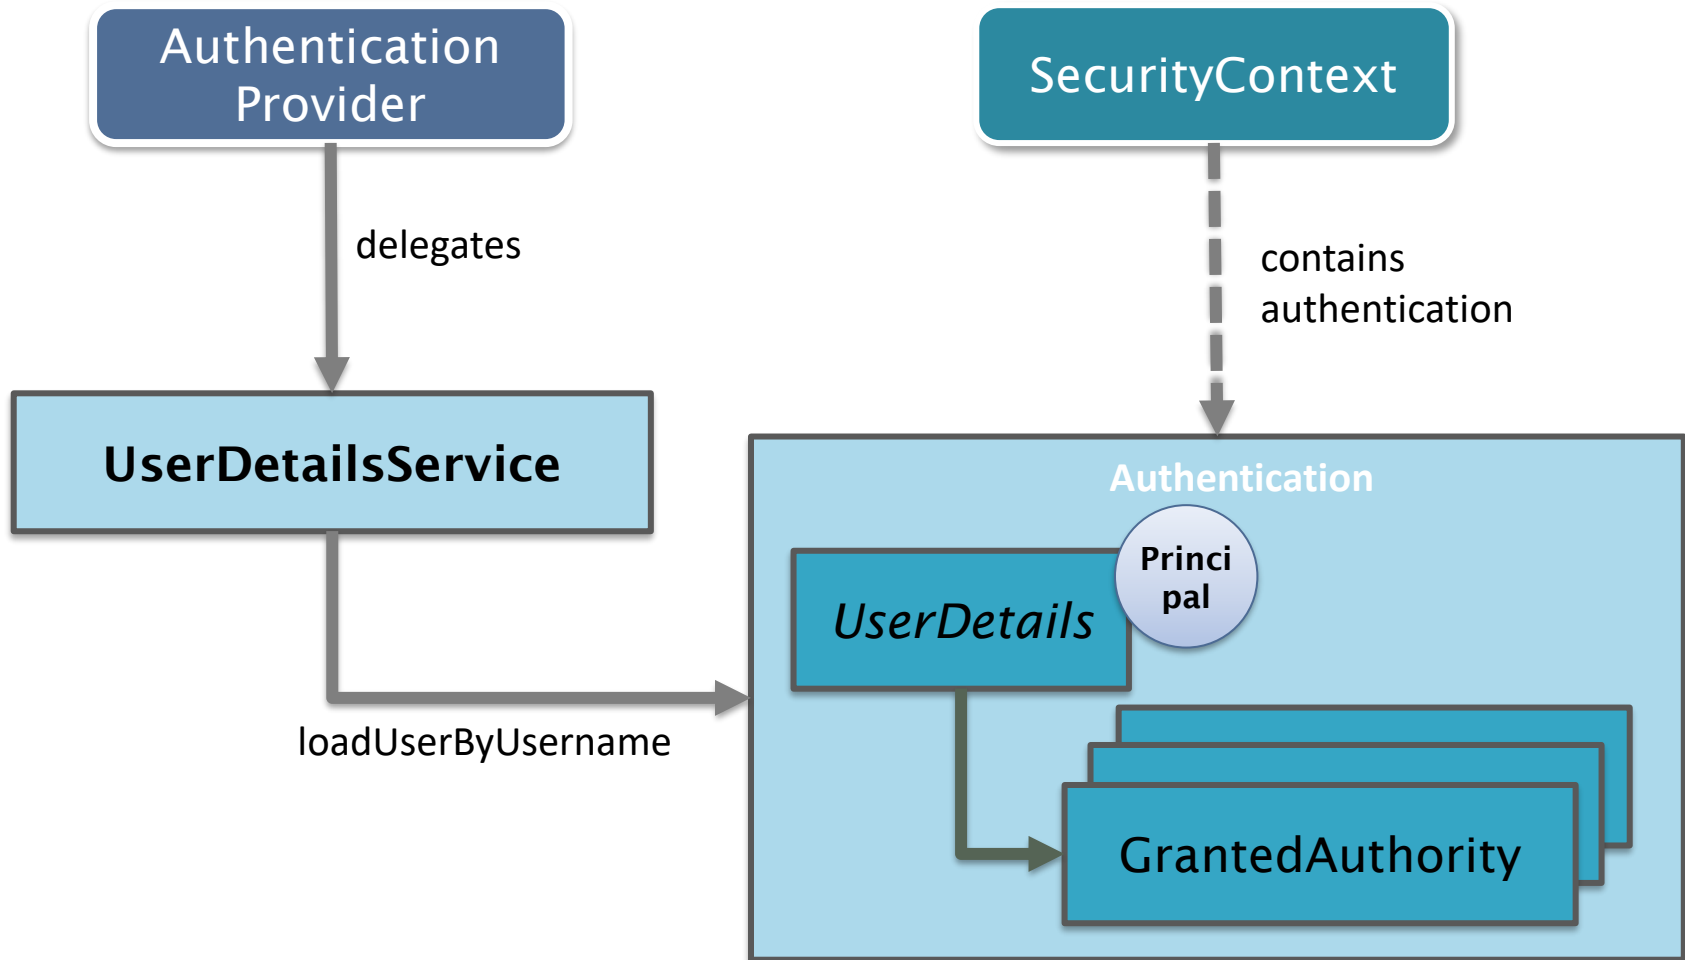 Authentication
Provider
SecurityContext
delegates
contains
authentication
UserDetailsService
Authentication
Princi
pal
UserDetails
loadUserByUsername
GrantedAuthority